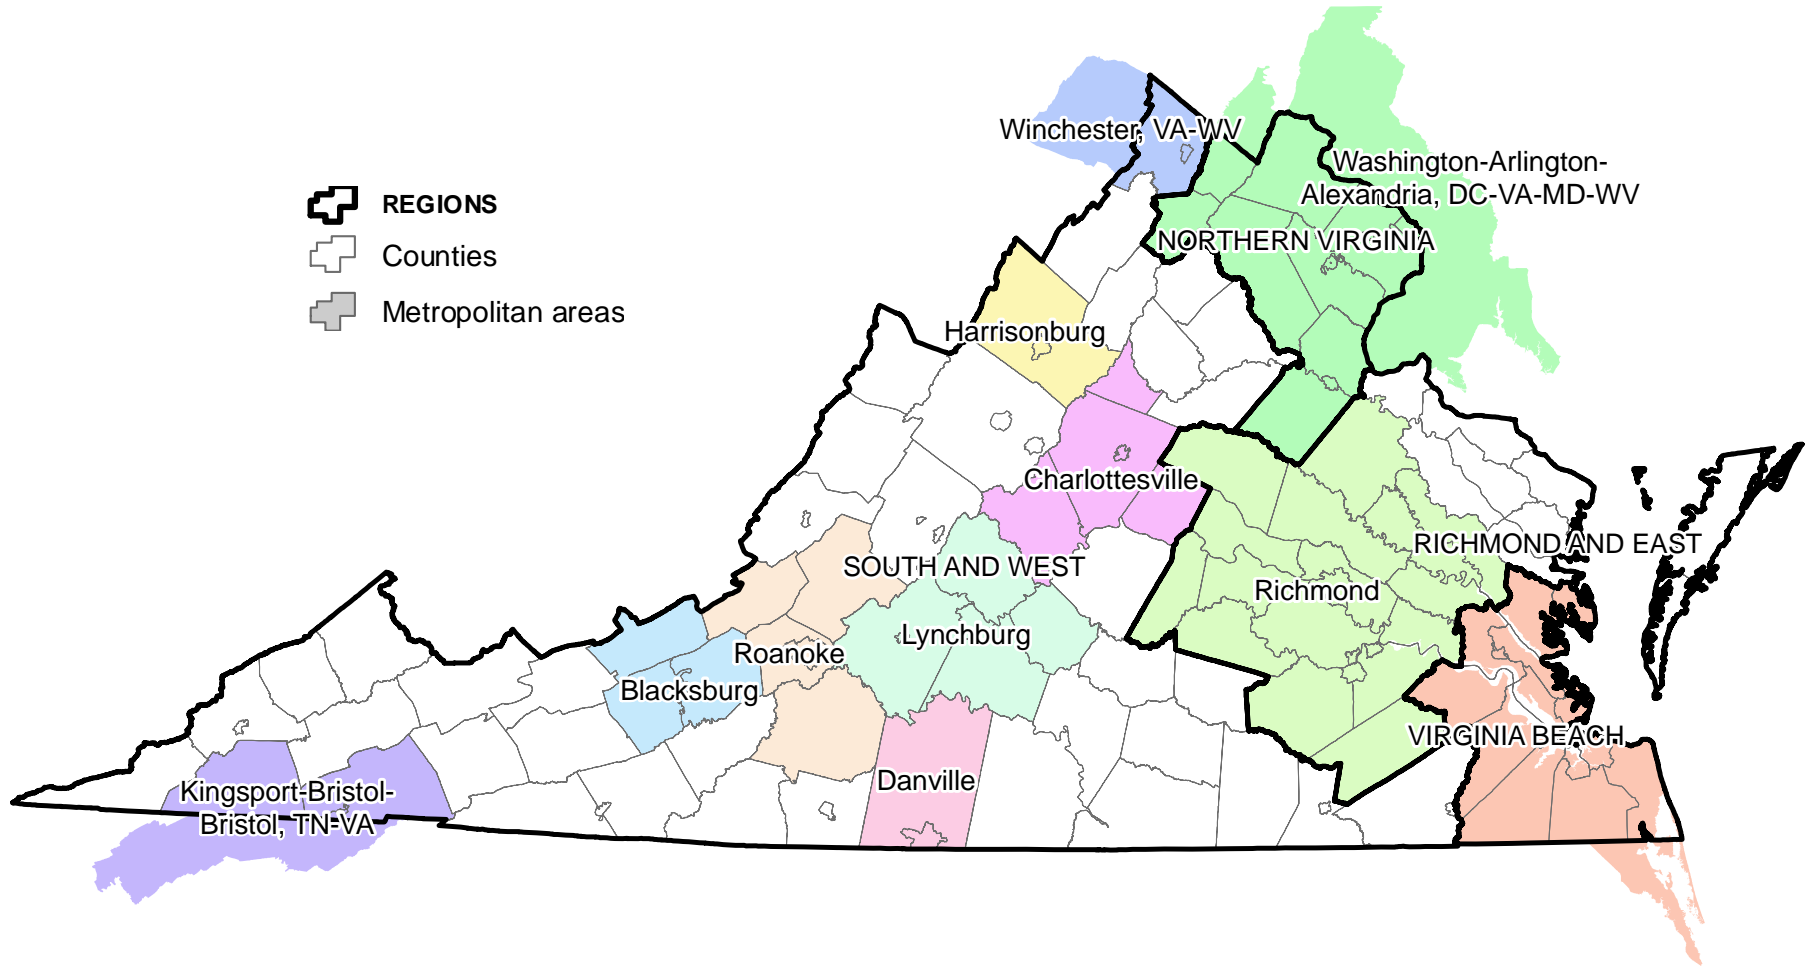 Winchester, VA-WV
Washington-Arlington-
Alexandria, DC-VA-MD-WV
REGIONS
NORTHERN VIRGINIA
Counties
Metropolitan areas
Harrisonburg
Charlottesville
RICHMOND AND EAST
SOUTH AND WEST
Richmond
Lynchburg
Roanoke
Blacksburg
VIRGINIA BEACH
Danville
Kingsport-Bristol-
Bristol, TN-VA